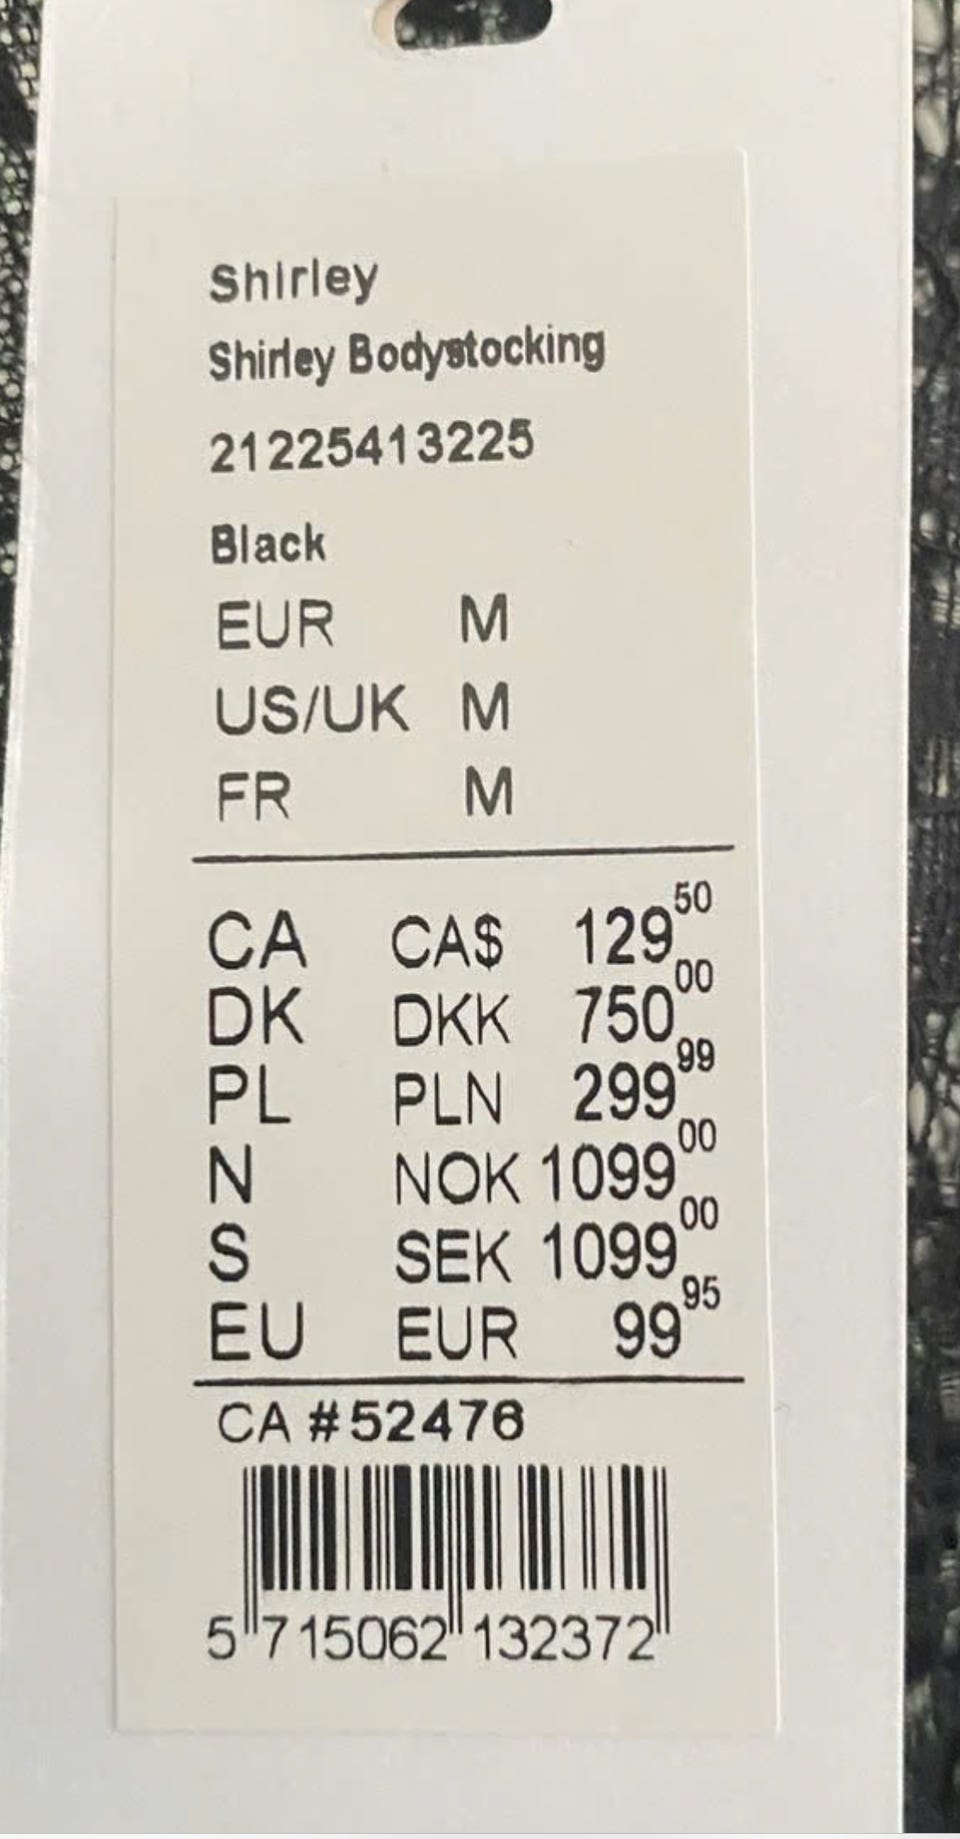 Shirley
Shirley Bodystocking
21225413225
Black
EUR M
US/UK M
FR M
CA CA$ 129 50
DK DKK 750 00
PL PLN 299 99
N NOK 1099 00
S SEK 1099 00
EU EUR 99 95
CA #52476
5 715062 132372